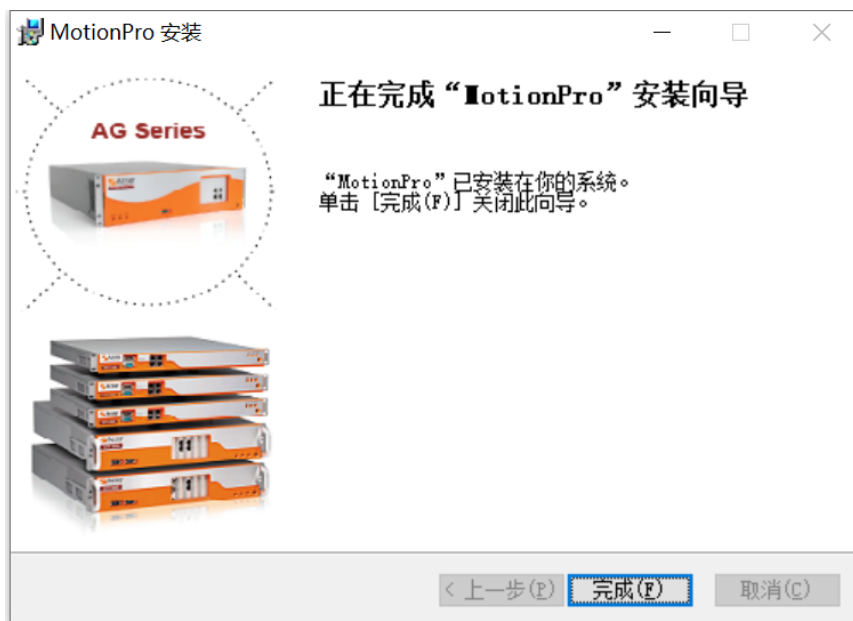 MotionPro 安装
AG Series
正在完成“MotionPro”安装向导
“MotionPro”已安装在你的系统。
单击 [完成(F)] 关闭此向导。
< 上一步(P)
完成(F)
取消(C)